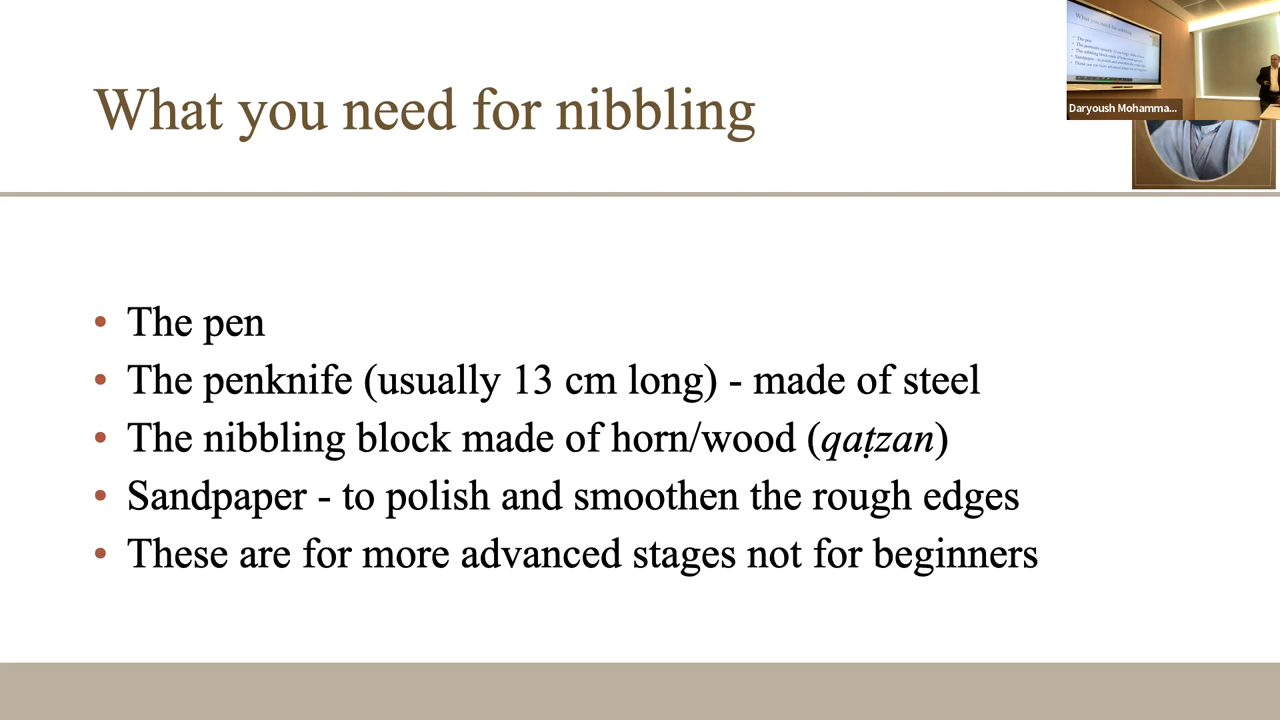 What you need for nibbling
Daryoush Mohamma...
• The pen
• The penknife (usually 13 cm long) - made of steel
• The nibbling block made of horn/wood (qaṭzan)
• Sandpaper - to polish and smoothen the rough edges
• These are for more advanced stages not for beginners